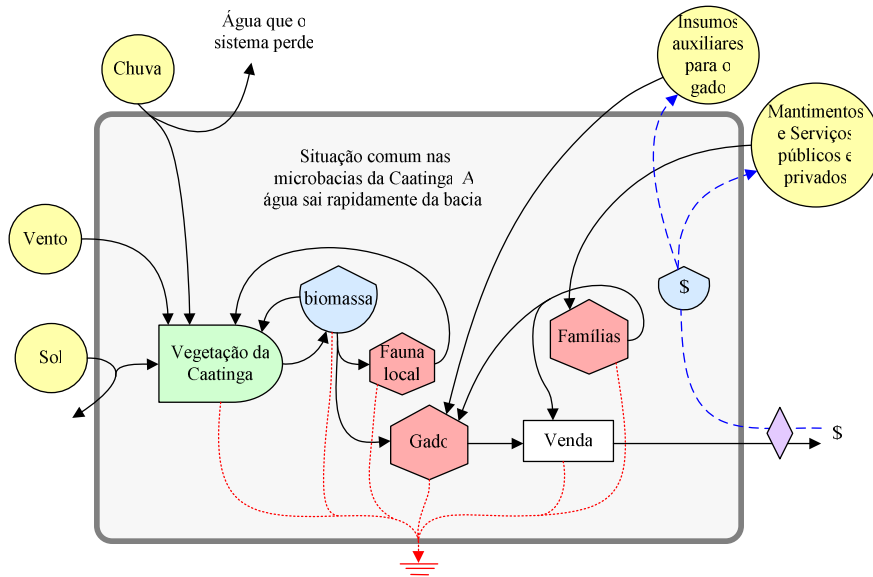 Água que o
sistema perde
Chuva
Insumos
auxiliares
para o
gado
Mantimentos
e Serviços
públicos e
privados
Situação comum nas
microbacias da Caatinga A
água sai rapidamente da bacia
Vento
biomassa
$
Sol
Vegetação da
Caatinga
Fauna
local
Famílias
Gado
Venda
$